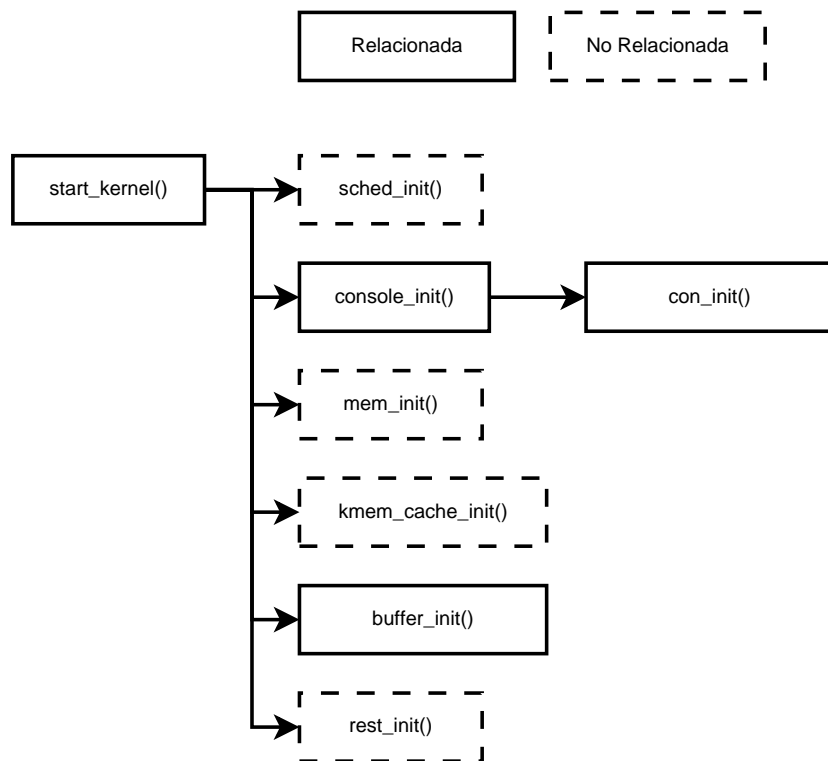 Relacionada
No Relacionada
start_kernel()
sched_init()
console_init()
con_init()
mem_init()
kmem_cache_init()
buffer_init()
rest_init()